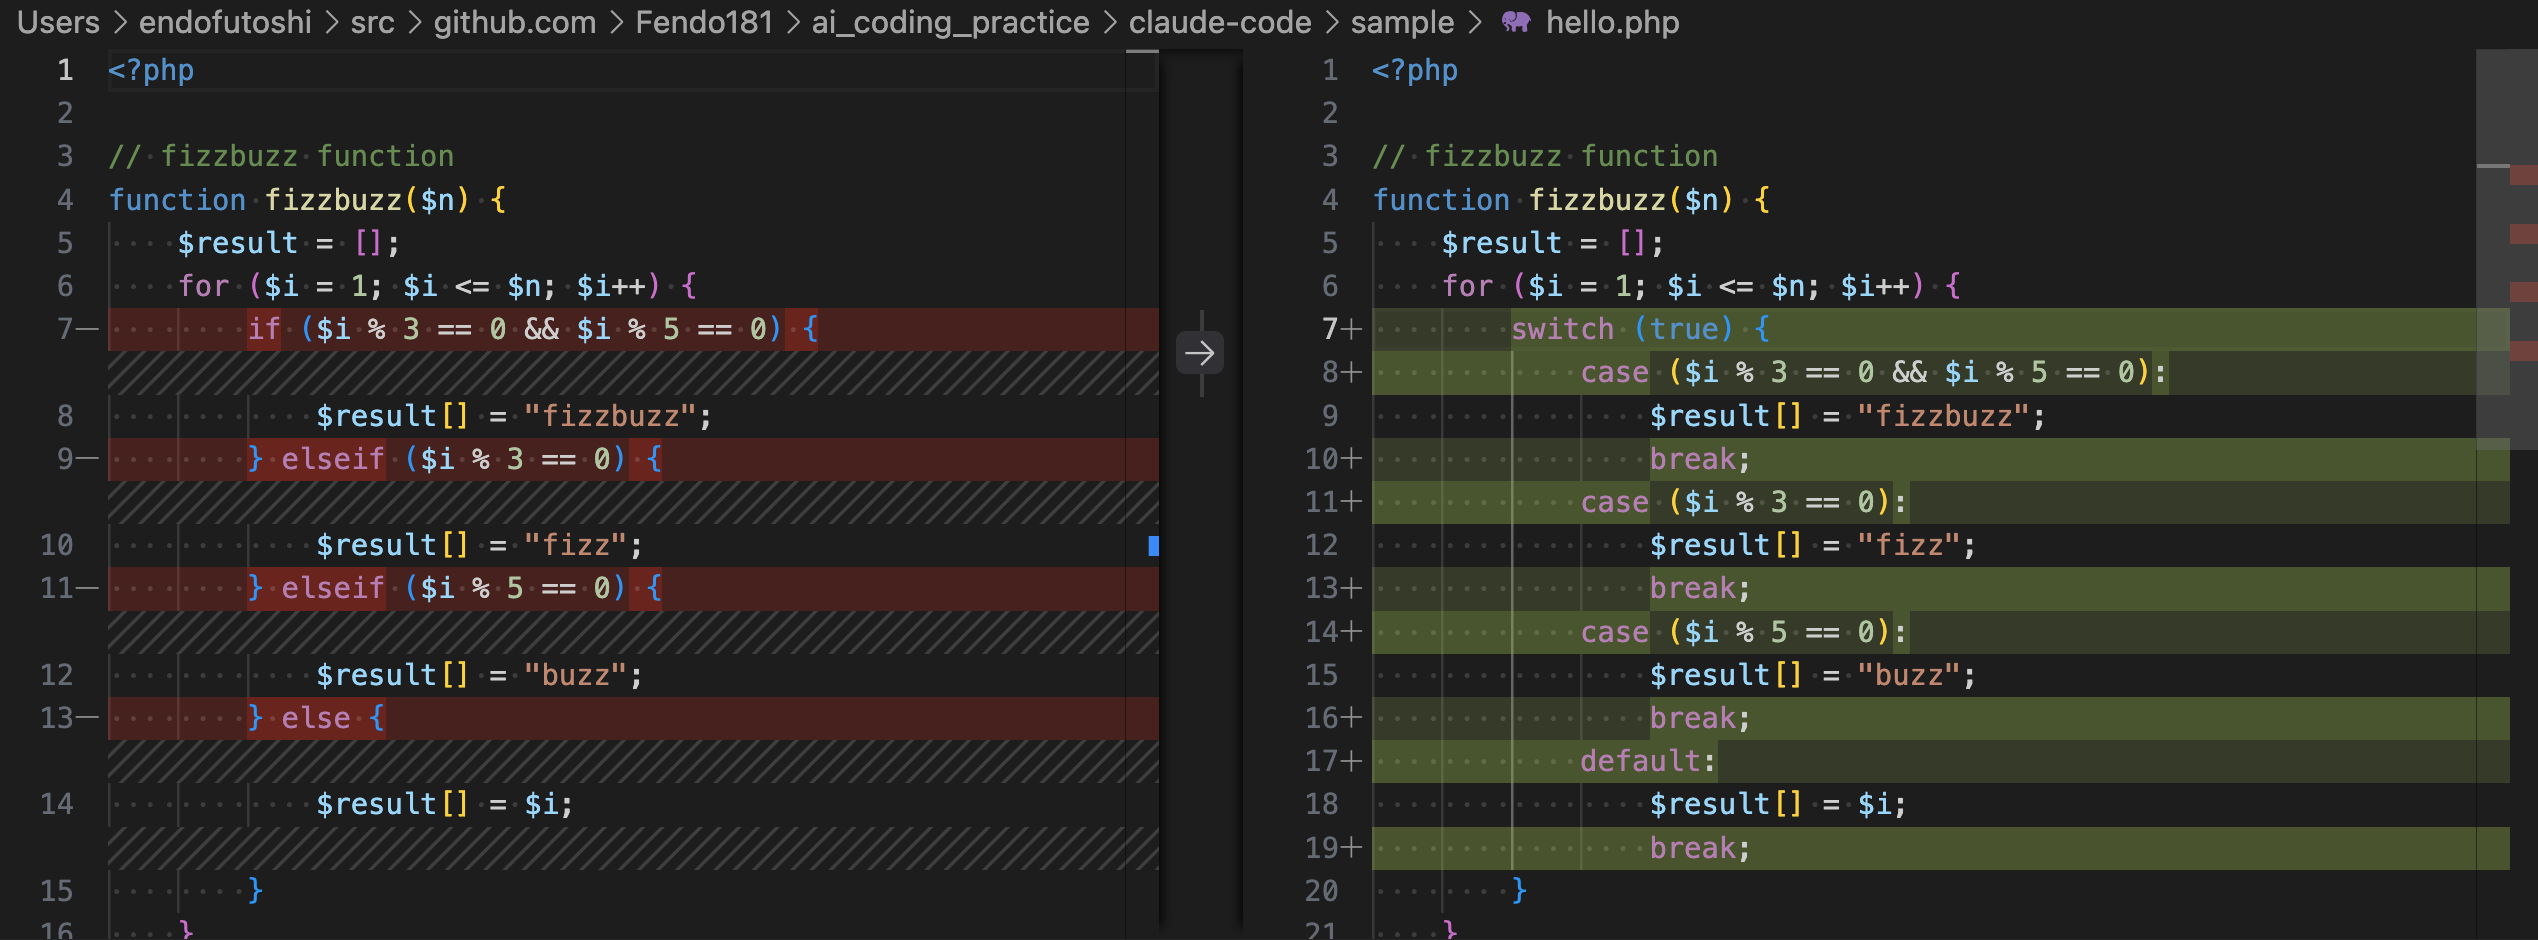 Users > endofutoshi > src > github.com > Fendo181 > ai_coding_practice > claude-code > sample > hello.php
1 <?php
2
3 // fizzbuzz function
4 function fizzbuzz($n) {
5     $result = [];
6     for ($i = 1; $i <= $n; $i++) {
7—         if ($i % 3 == 0 && $i % 5 == 0) {
8             $result[] = "fizzbuzz";
9—         } elseif ($i % 3 == 0) {
10             $result[] = "fizz";
11—         } elseif ($i % 5 == 0) {
12             $result[] = "buzz";
13—         } else {
14             $result[] = $i;
15         }
16     }
→
1 <?php
2
3 // fizzbuzz function
4 function fizzbuzz($n) {
5     $result = [];
6     for ($i = 1; $i <= $n; $i++) {
7+         switch (true) {
8+             case ($i % 3 == 0 && $i % 5 == 0):
9                 $result[] = "fizzbuzz";
10+                 break;
11+             case ($i % 3 == 0):
12                 $result[] = "fizz";
13+                 break;
14+             case ($i % 5 == 0):
15                 $result[] = "buzz";
16+                 break;
17+             default:
18                 $result[] = $i;
19+                 break;
20         }
21     }